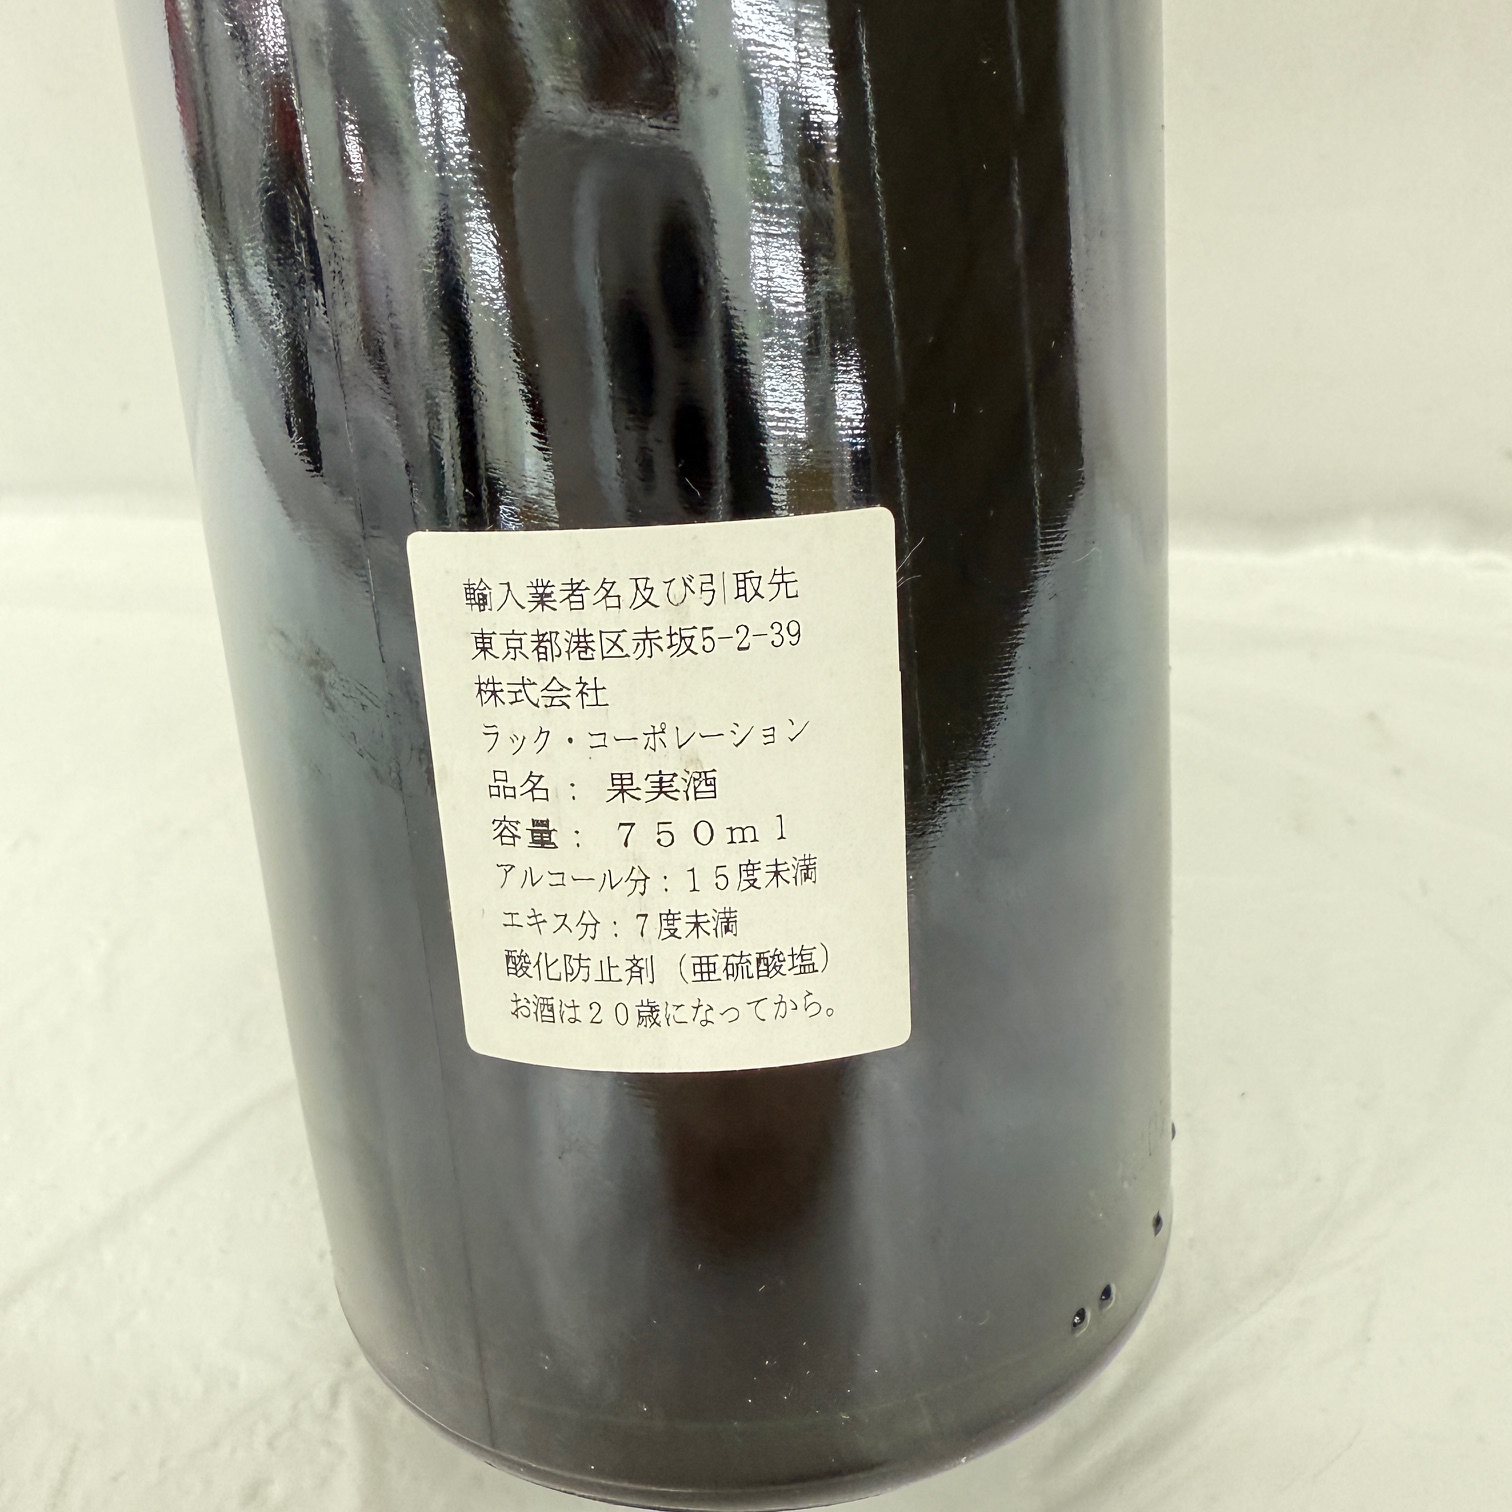 輸入業者名及び引取先
東京都港区赤坂5-2-39
株式会社
ラック・コーポレーション
品名： 果実酒
容量： ７５０ｍｌ
アルコール分：１５度未満
エキス分：７度未満
酸化防止剤（亜硫酸塩）
お酒は２０歳になってから。